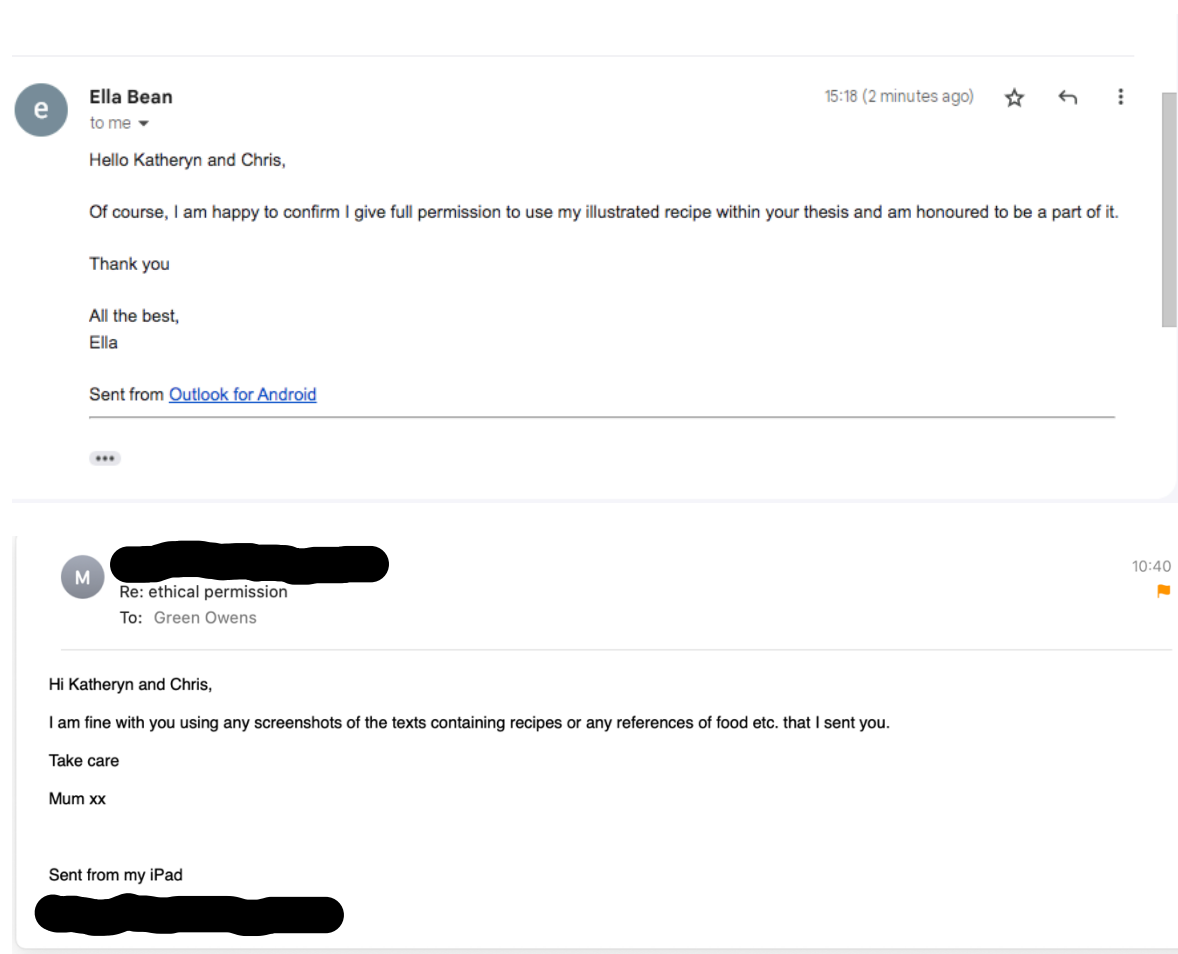 e
Ella Bean
15:18 (2 minutes ago)
to me
Hello Katheryn and Chris,
Of course, I am happy to confirm I give full permission to use my illustrated recipe within your thesis and am honoured to be a part of it.
Thank you
All the best,
Ella
Sent from Outlook for Android
M
10:40
Re: ethical permission
To: Green Owens
Hi Katheryn and Chris,
I am fine with you using any screenshots of the texts containing recipes or any references of food etc. that I sent you.
Take care
Mum xx
Sent from my iPad